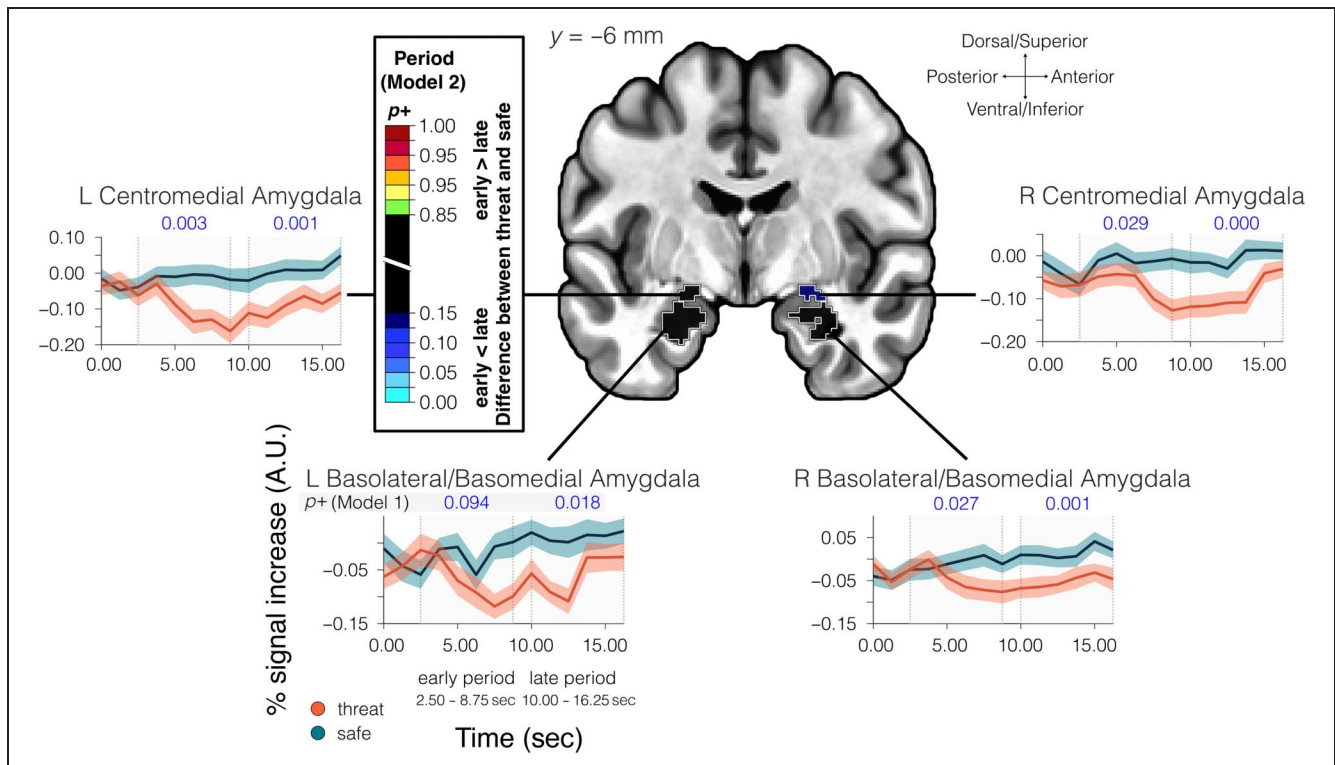 y = –6 mm
Dorsal/Superior
Posterior
Anterior
Ventral/Inferior
Period
(Model 2)
p+
1.00
0.95
0.95
0.85
0.15
0.10
0.05
0.00
early > late
early < late
Difference between threat and safe
L Centromedial Amygdala
0.003
0.001
0.10
0.00
−0.10
−0.20
0.00
5.00
10.00
15.00
R Centromedial Amygdala
0.029
0.000
0.00
−0.10
−0.20
0.00
5.00
10.00
15.00
L Basolateral/Basomedial Amygdala
p+ (Model 1)
0.094
0.018
−0.05
−0.15
0.00
5.00
10.00
15.00
early period
late period
2.50 – 8.75 sec
10.00 – 16.25 sec
% signal increase (A.U.)
Time (sec)
threat
safe
R Basolateral/Basomedial Amygdala
0.027
0.001
0.05
−0.05
−0.15
0.00
5.00
10.00
15.00